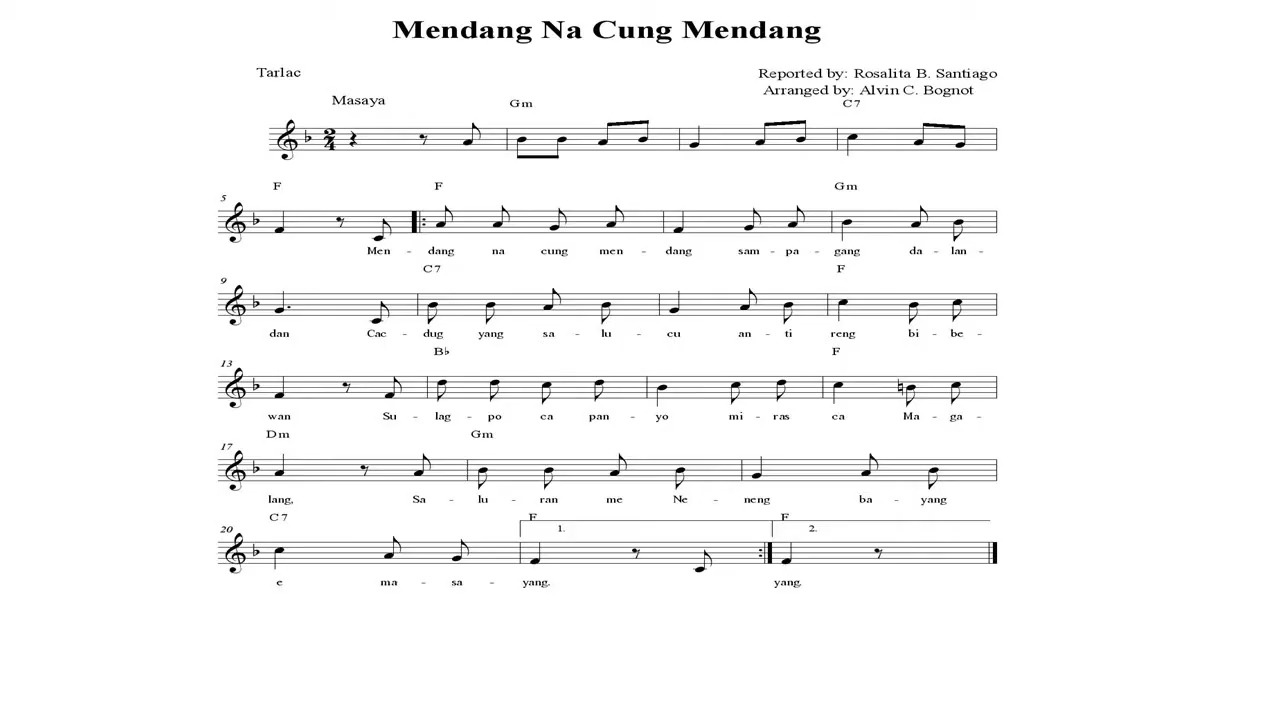 Mendang Na Cung Mendang
Tarlac
Reported by: Rosalita B. Santiago
Masaya
Arranged by: Alvin C. Bognot
Gm C7
2 4
5 F F Gm
Men- dang na cung men- dang sam- pa- gang da- lan-
C7 F
9
dan Cac- dug yang sa- lu- cu an- ti reng bi- be-
13 B♭ F
wan Su- lag- po ca pan- yo mi- ras ca Ma- ga-
17 Dm Gm
lang, Sa- lu- ran me Ne- neng ba- yang
20 C7 F 1. F 2.
e ma- sa- yang. yang.